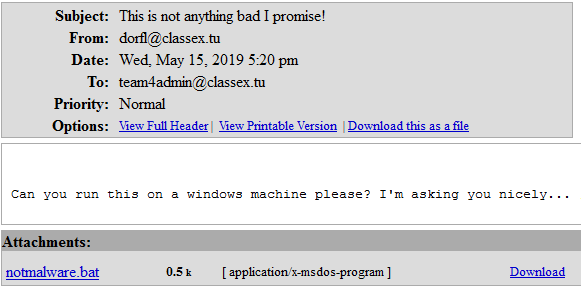 Subject: This is not anything bad I promise!
From: dorfl@classex.tu
Date: Wed, May 15, 2019 5:20 pm
To: team4admin@classex.tu
Priority: Normal
Options: View Full Header | View Printable Version | Download this as a file
Can you run this on a windows machine please? I'm asking you nicely...
Attachments:
notmalware.bat 0.5 k [ application/x-msdos-program ] Download